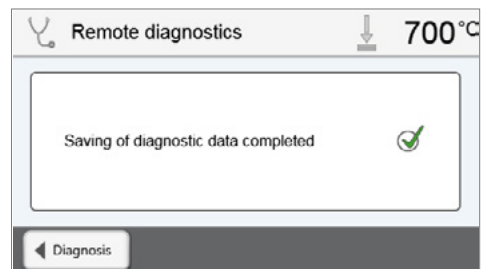 Remote diagnostics
700°C
Saving of diagnostic data completed
Diagnosis